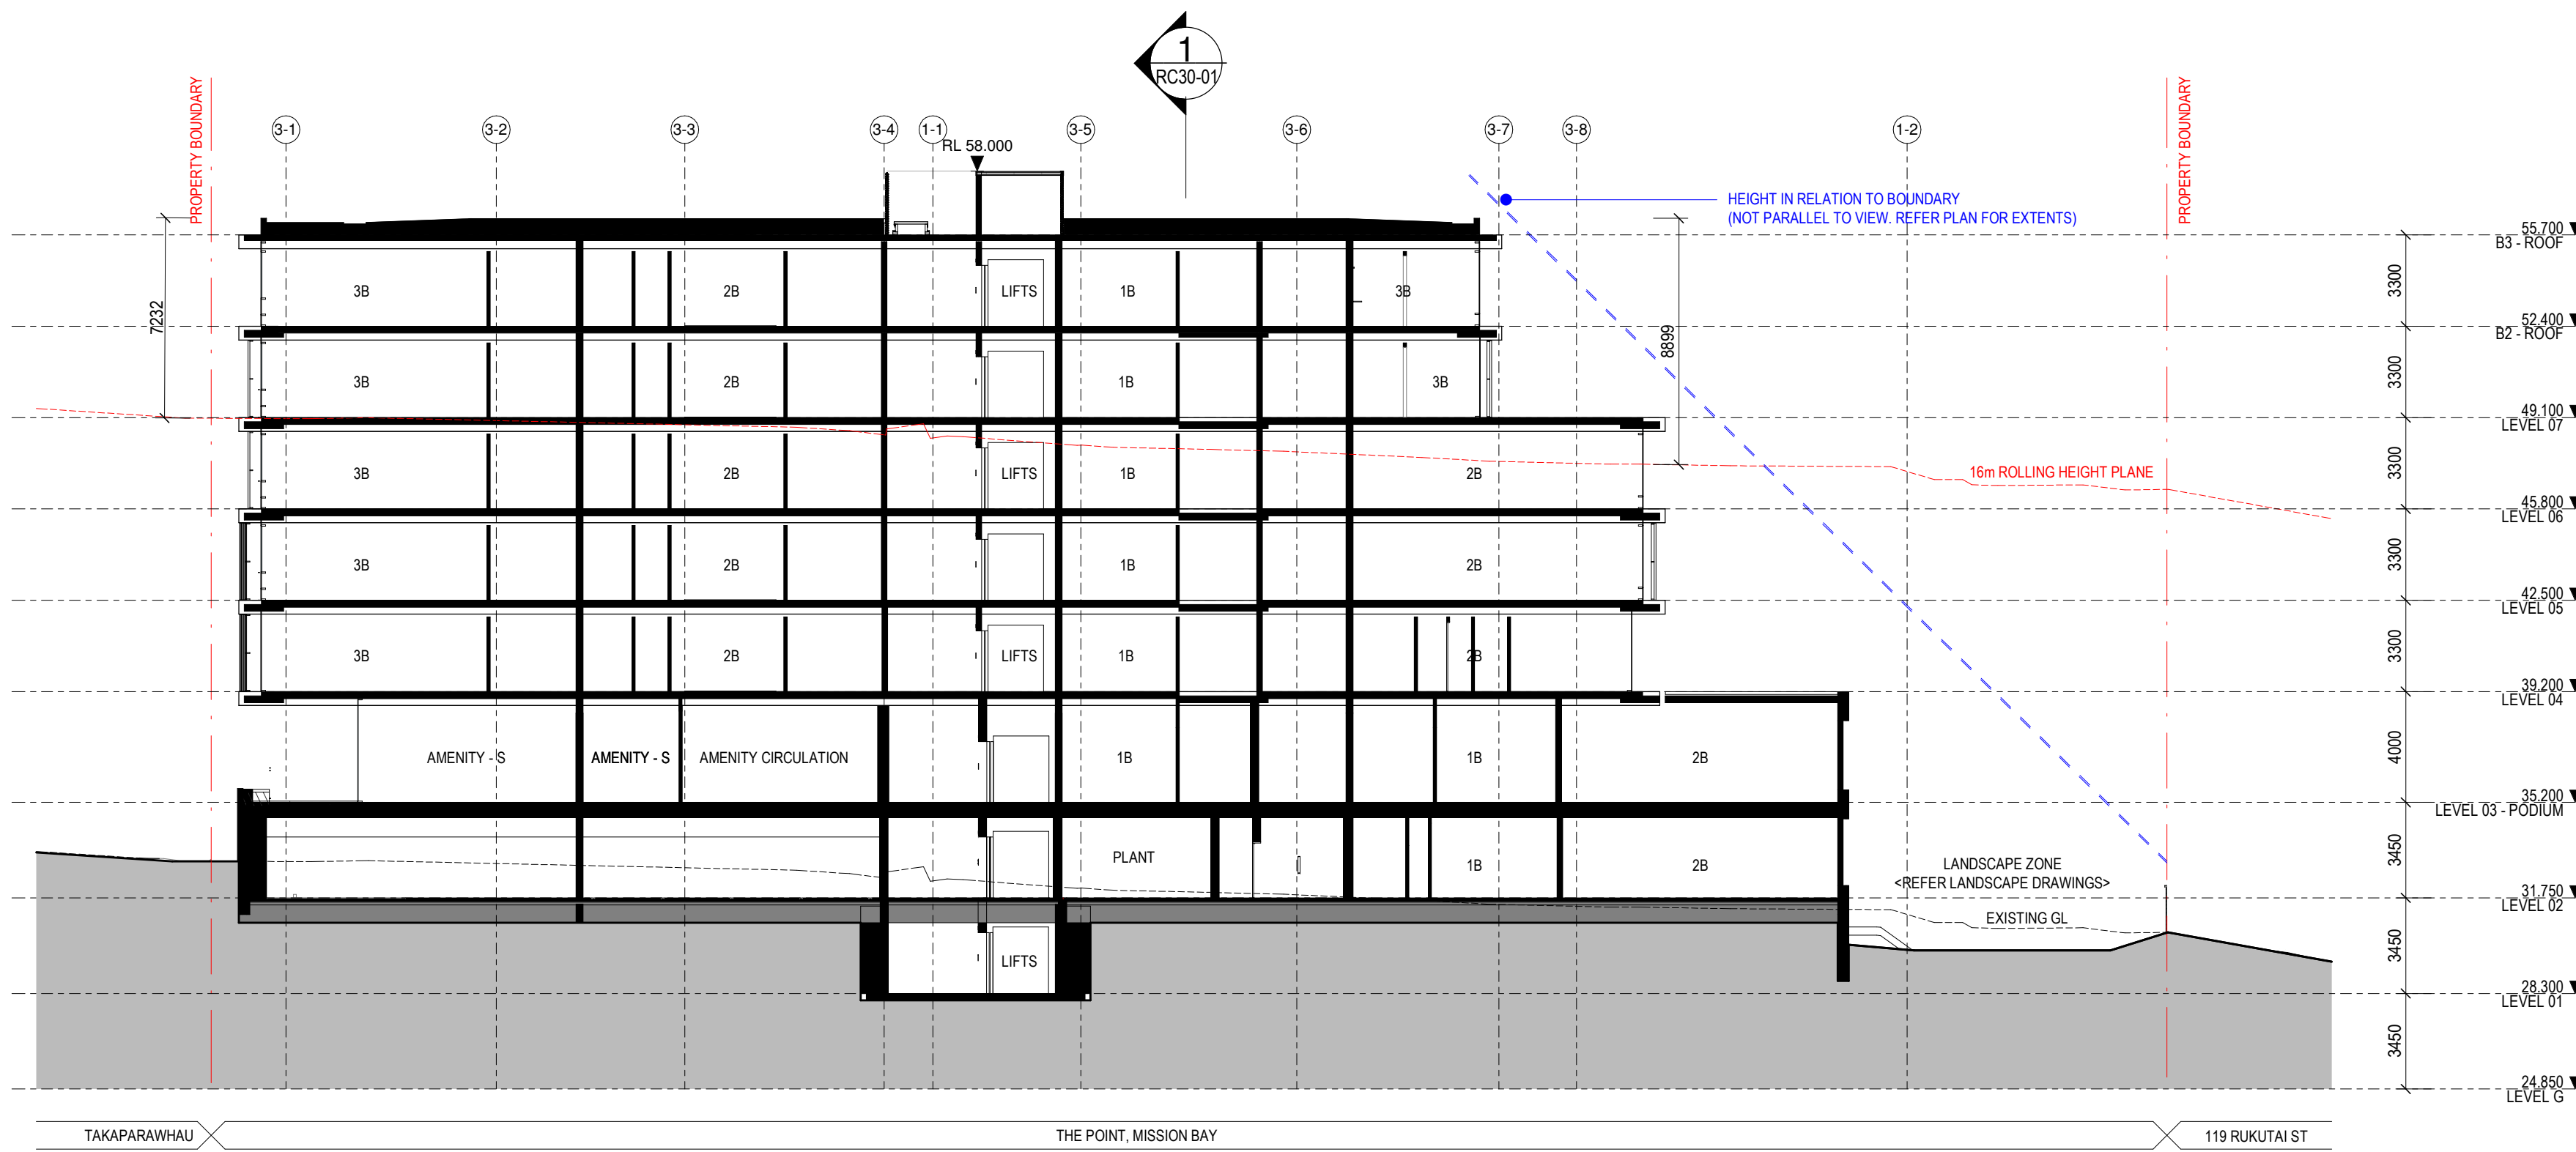 1
RC30-01
PROPERTY BOUNDARY
PROPERTY BOUNDARY
3-1
3-2
3-3
3-4
1-1
3-5
3-6
3-7
3-8
1-2
RL 58.000
HEIGHT IN RELATION TO BOUNDARY
(NOT PARALLEL TO VIEW. REFER PLAN FOR EXTENTS)
55.700
B3 - ROOF
3B
2B
LIFTS
1B
3B
3300
7232
8899
52.400
B2 - ROOF
3B
2B
1B
3B
3300
49.100
LEVEL 07
3B
2B
LIFTS
1B
2B
16m ROLLING HEIGHT PLANE
3300
45.800
LEVEL 06
3B
2B
1B
2B
3300
42.500
LEVEL 05
3B
2B
LIFTS
1B
2B
3300
39.200
LEVEL 04
AMENITY - S
AMENITY - S
AMENITY CIRCULATION
1B
1B
2B
4000
35.200
LEVEL 03 - PODIUM
PLANT
1B
2B
3450
LANDSCAPE ZONE
<REFER LANDSCAPE DRAWINGS>
31.750
LEVEL 02
EXISTING GL
LIFTS
3450
28.300
LEVEL 01
3450
24.850
LEVEL G
TAKAPARAWHAU
THE POINT, MISSION BAY
119 RUKUTAI ST